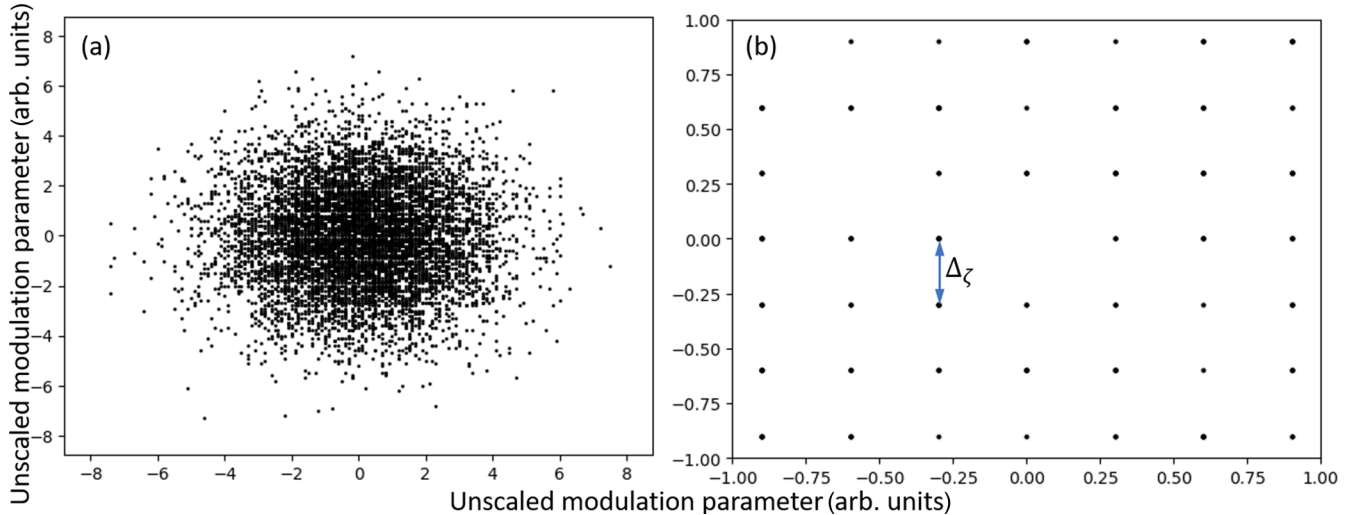 Unscaled modulation parameter (arb. units)
(a)
8
6
4
2
0
−2
−4
−6
−8
−8 −6 −4 −2 0 2 4 6 8
(b)
1.00
0.75
0.50
0.25
0.00
−0.25
−0.50
−0.75
−1.00
Δζ
−1.00 −0.75 −0.50 −0.25 0.00 0.25 0.50 0.75 1.00
Unscaled modulation parameter (arb. units)